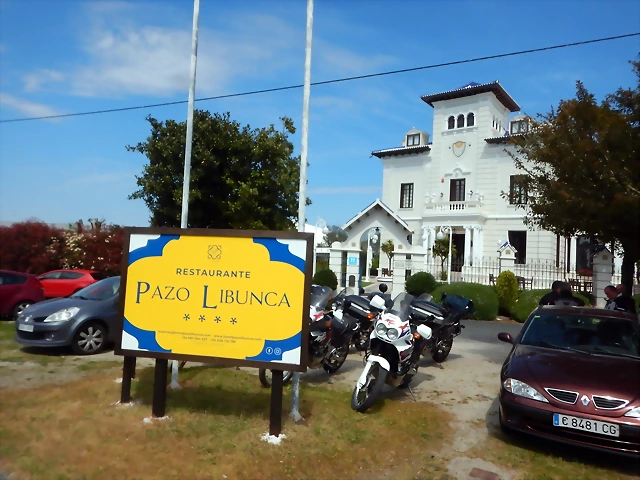 RESTAURANTE
PAZO LIBUNCA
★ ★ ★ ★
C 8481 CG